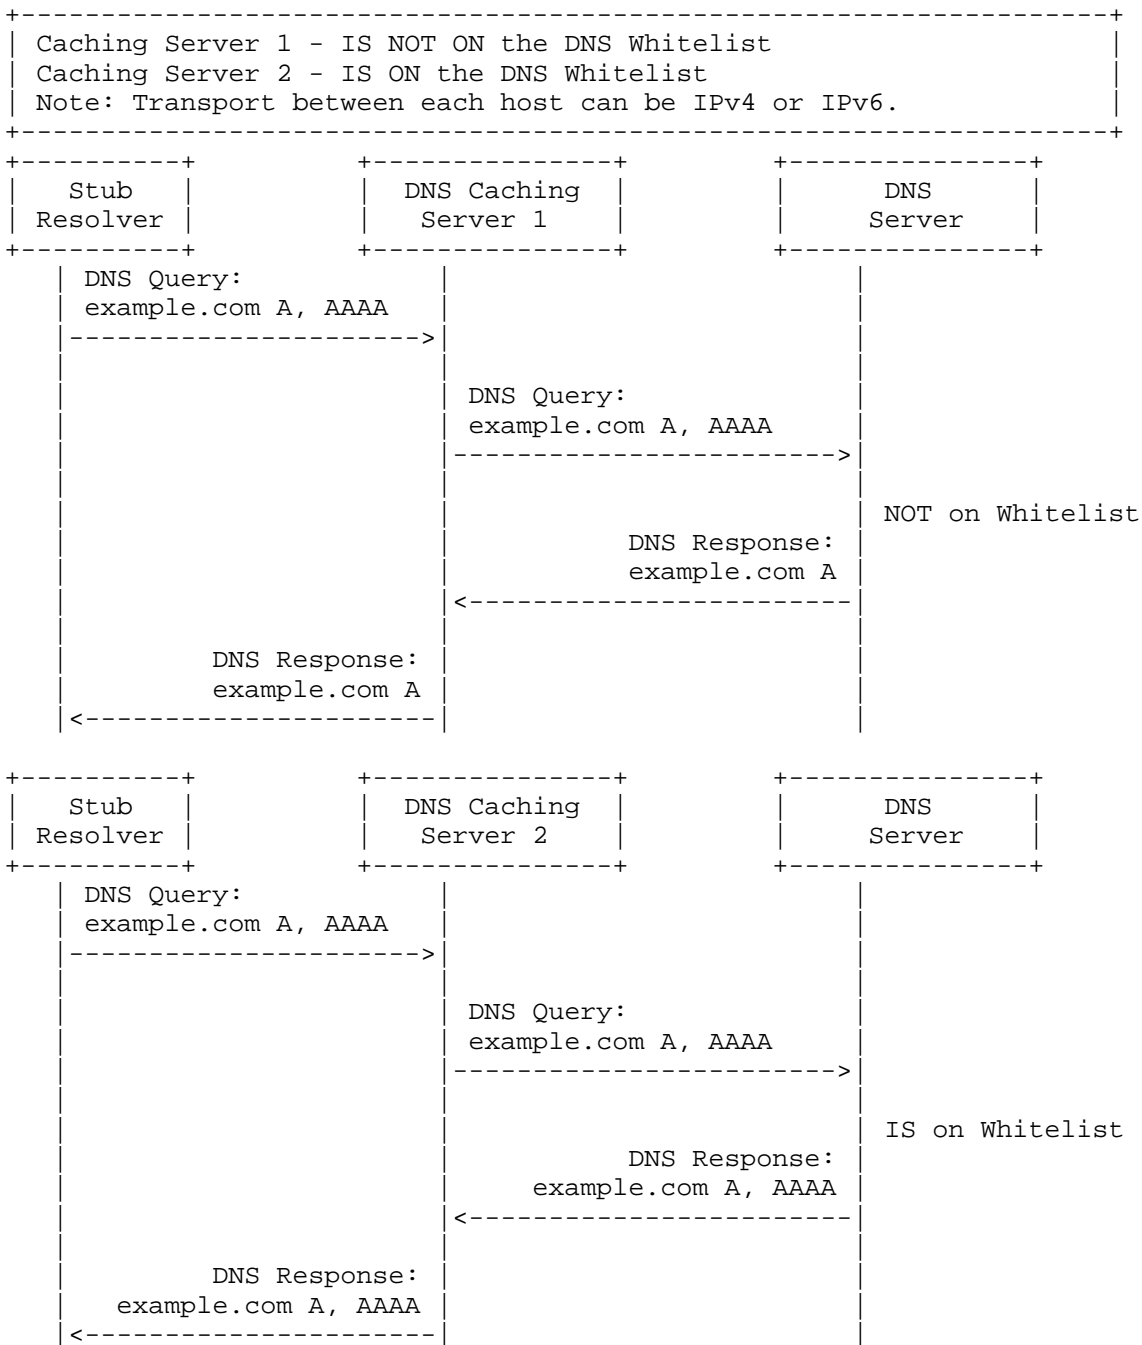 Caching Server 1 - IS NOT ON the DNS Whitelist
Caching Server 2 - IS ON the DNS Whitelist
Note: Transport between each host can be IPv4 or IPv6.
Stub
Resolver
DNS Caching
Server 1
DNS
Server
DNS Query:
example.com A, AAAA
DNS Query:
example.com A, AAAA
NOT on Whitelist
DNS Response:
example.com A
DNS Response:
example.com A
Stub
Resolver
DNS Caching
Server 2
DNS
Server
DNS Query:
example.com A, AAAA
DNS Query:
example.com A, AAAA
IS on Whitelist
DNS Response:
example.com A, AAAA
DNS Response:
example.com A, AAAA